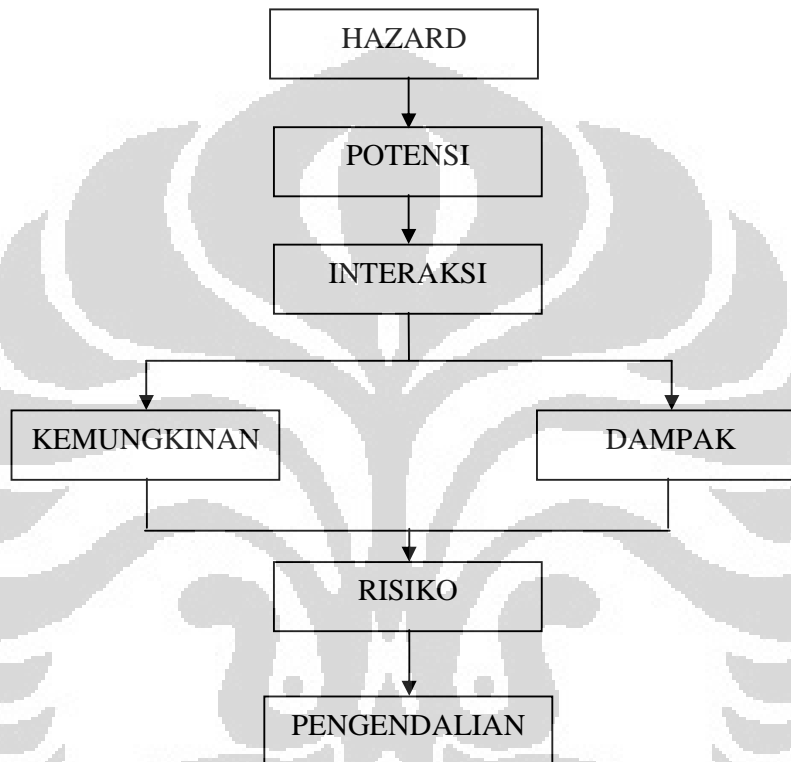 HAZARD
POTENSI
INTERAKSI
KEMUNGKINAN
DAMPAK
RISIKO
PENGENDALIAN